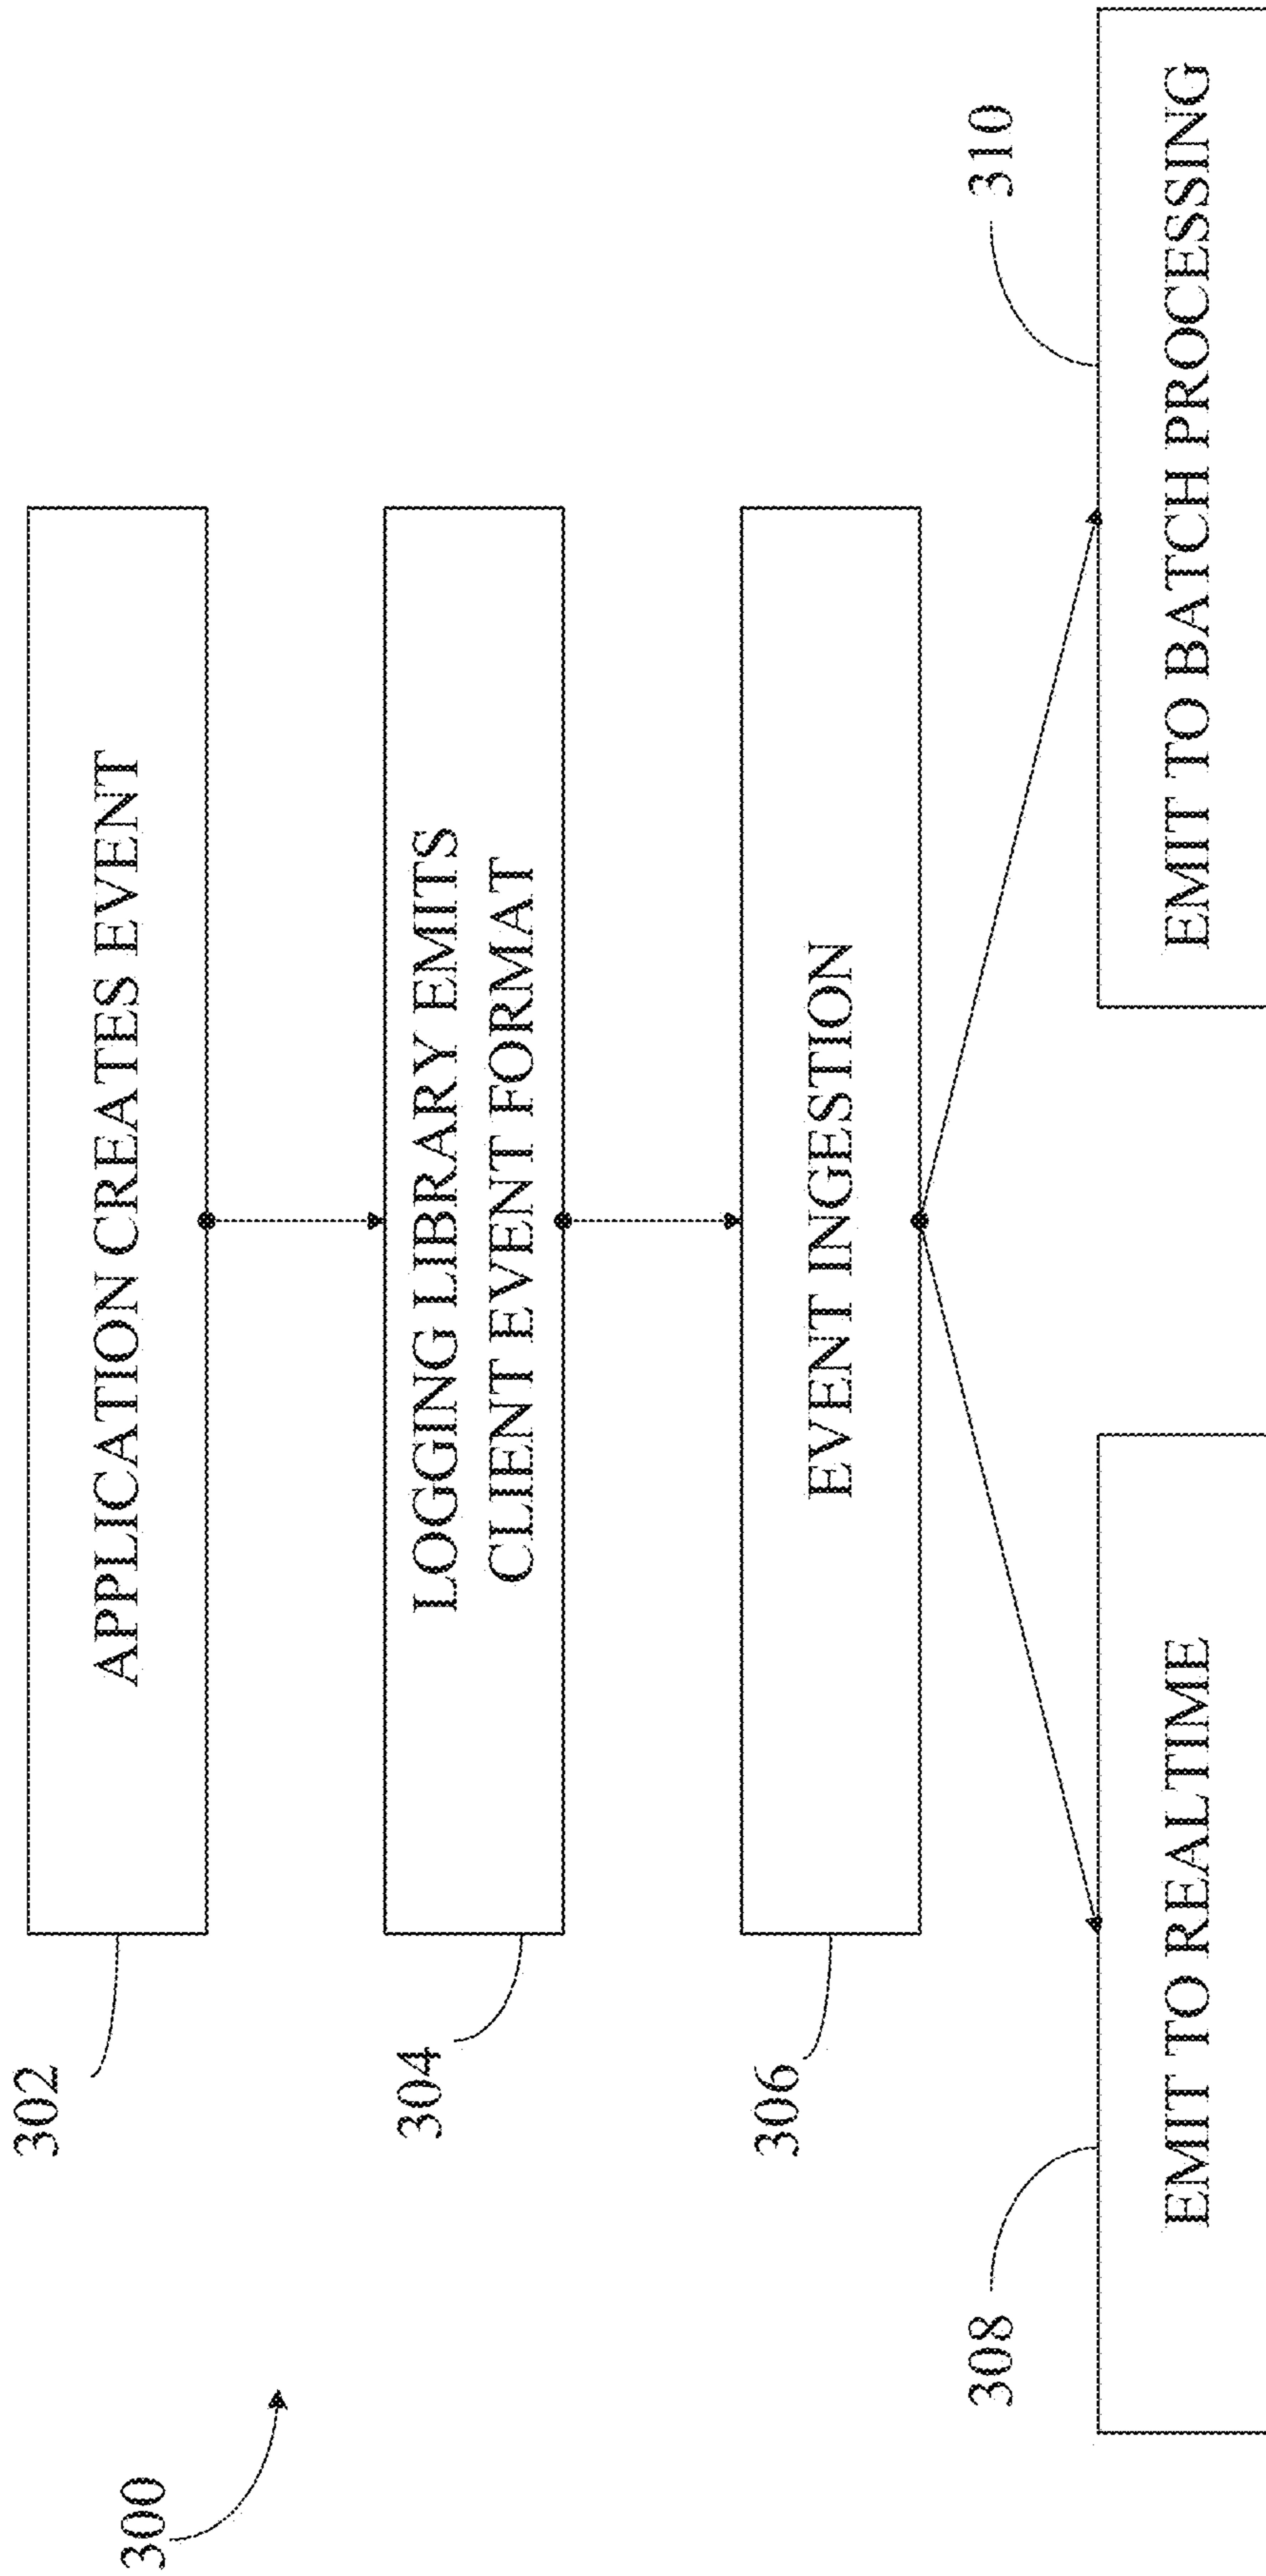 300
302
APPLICATION CREATES EVENT
304
LOGGING LIBRARY EMITS
CLIENT EVENT FORMAT
306
EVENT INGESTION
308
310
EMIT TO REALTIME
EMIT TO BATCH PROCESSING